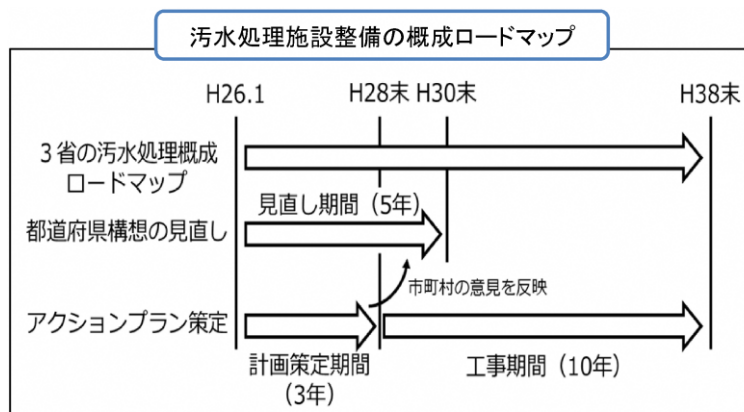 汚水処理施設整備の概成ロードマップ
H26.1
H28末
H30末
H38末
3省の汚水処理概成
ロードマップ
見直し期間(5年)
都道府県構想の見直し
市町村の意見を反映
アクションプラン策定
計画策定期間
(3年)
工事期間(10年)